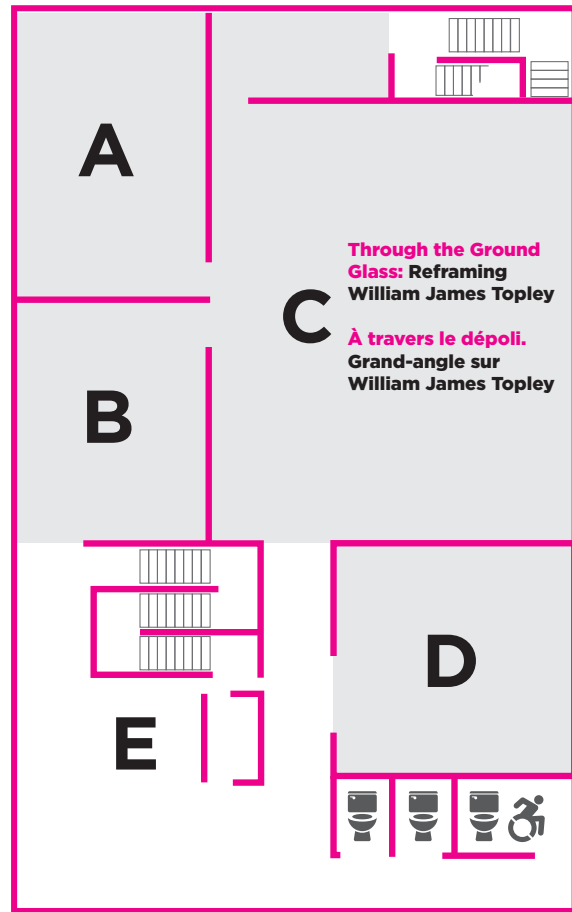 A
Through the Ground
Glass: Reframing
William James Topley
C
À travers le dépoli.
Grand-angle sur
William James Topley
B
D
E